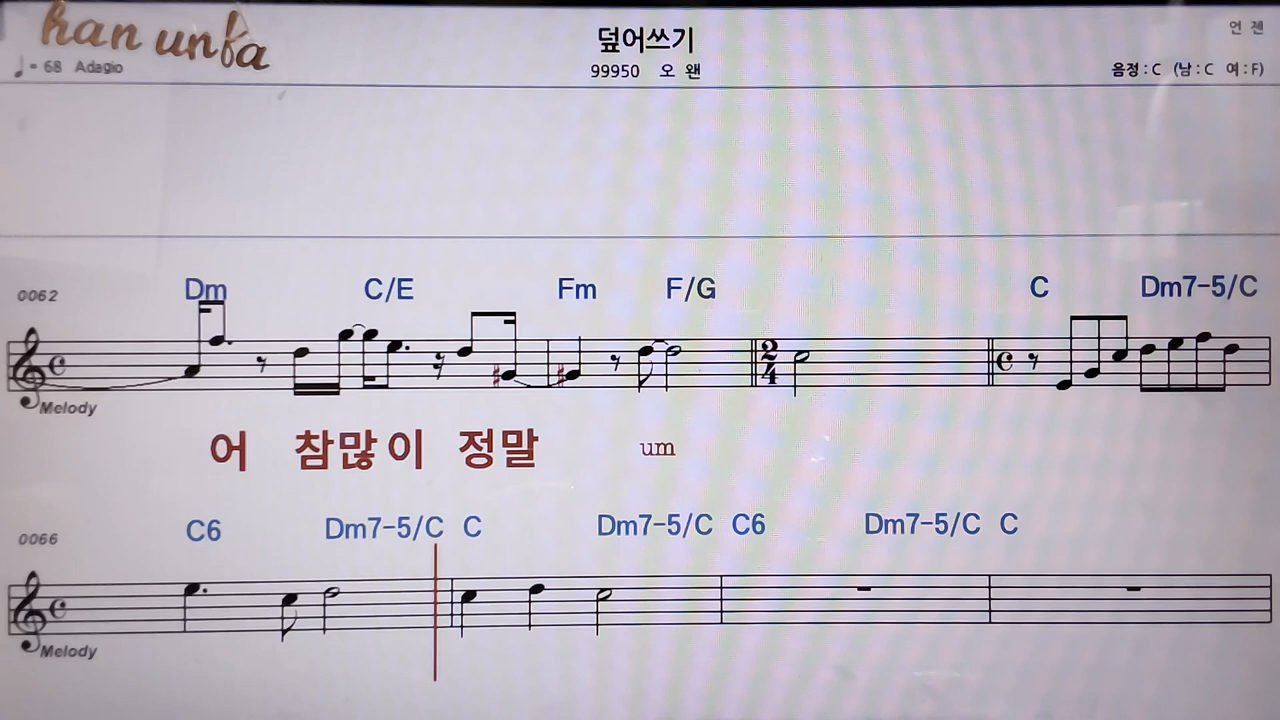 han unfa
덮어쓰기
언 젠
♩= 68 Adagio
99950 오 왠
음정 : C (남 : C 여 : F)
0062
Dm C/E Fm F/G C Dm7-5/C
2
4
Melody
어 참많이 정말 um
0066
C6 Dm7-5/C C Dm7-5/C C6 Dm7-5/C C
Melody